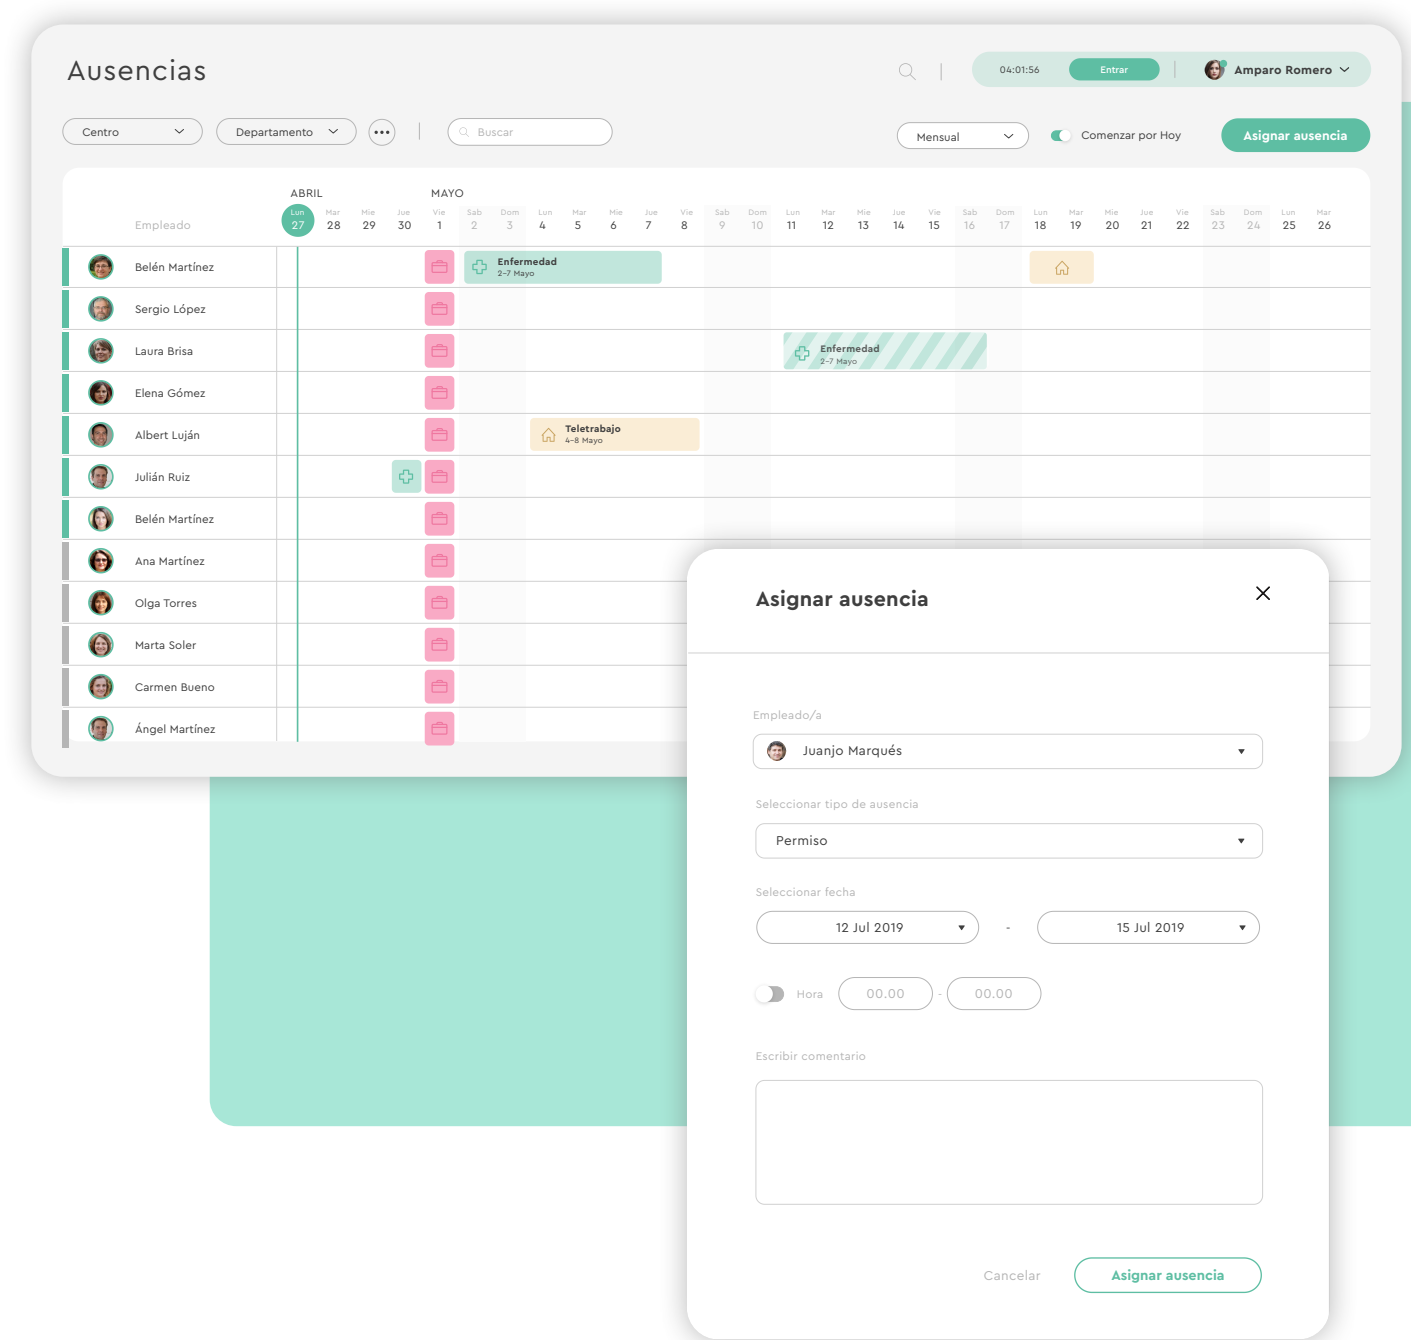 Ausencias
04:01:56 Entrar Amparo Romero
Centro Departamento Buscar Mensual Comenzar por Hoy Asignar ausencia
ABRIL MAYO
Lun Mar Mie Jue Vie Sab Dom Lun Mar Mie Jue Vie Sab Dom Lun Mar Mie Jue Vie Sab Dom Lun Mar Mie Jue Vie Sab Dom Lun Mar
Empleado 27 28 29 30 1 2 3 4 5 6 7 8 9 10 11 12 13 14 15 16 17 18 19 20 21 22 23 24 25 26
Belén Martínez Enfermedad
2-7 Mayo
Sergio López
Laura Brisa Enfermedad
2-7 Mayo
Elena Gómez
Albert Luján Teletrabajo
4-8 Mayo
Julián Ruiz
Belén Martínez
Ana Martínez
Olga Torres
Marta Soler
Carmen Bueno
Ángel Martínez
Asignar ausencia
Empleado/a
Juanjo Marqués
Seleccionar tipo de ausencia
Permiso
Seleccionar fecha
12 Jul 2019 - 15 Jul 2019
Hora 00.00 - 00.00
Escribir comentario
Cancelar Asignar ausencia